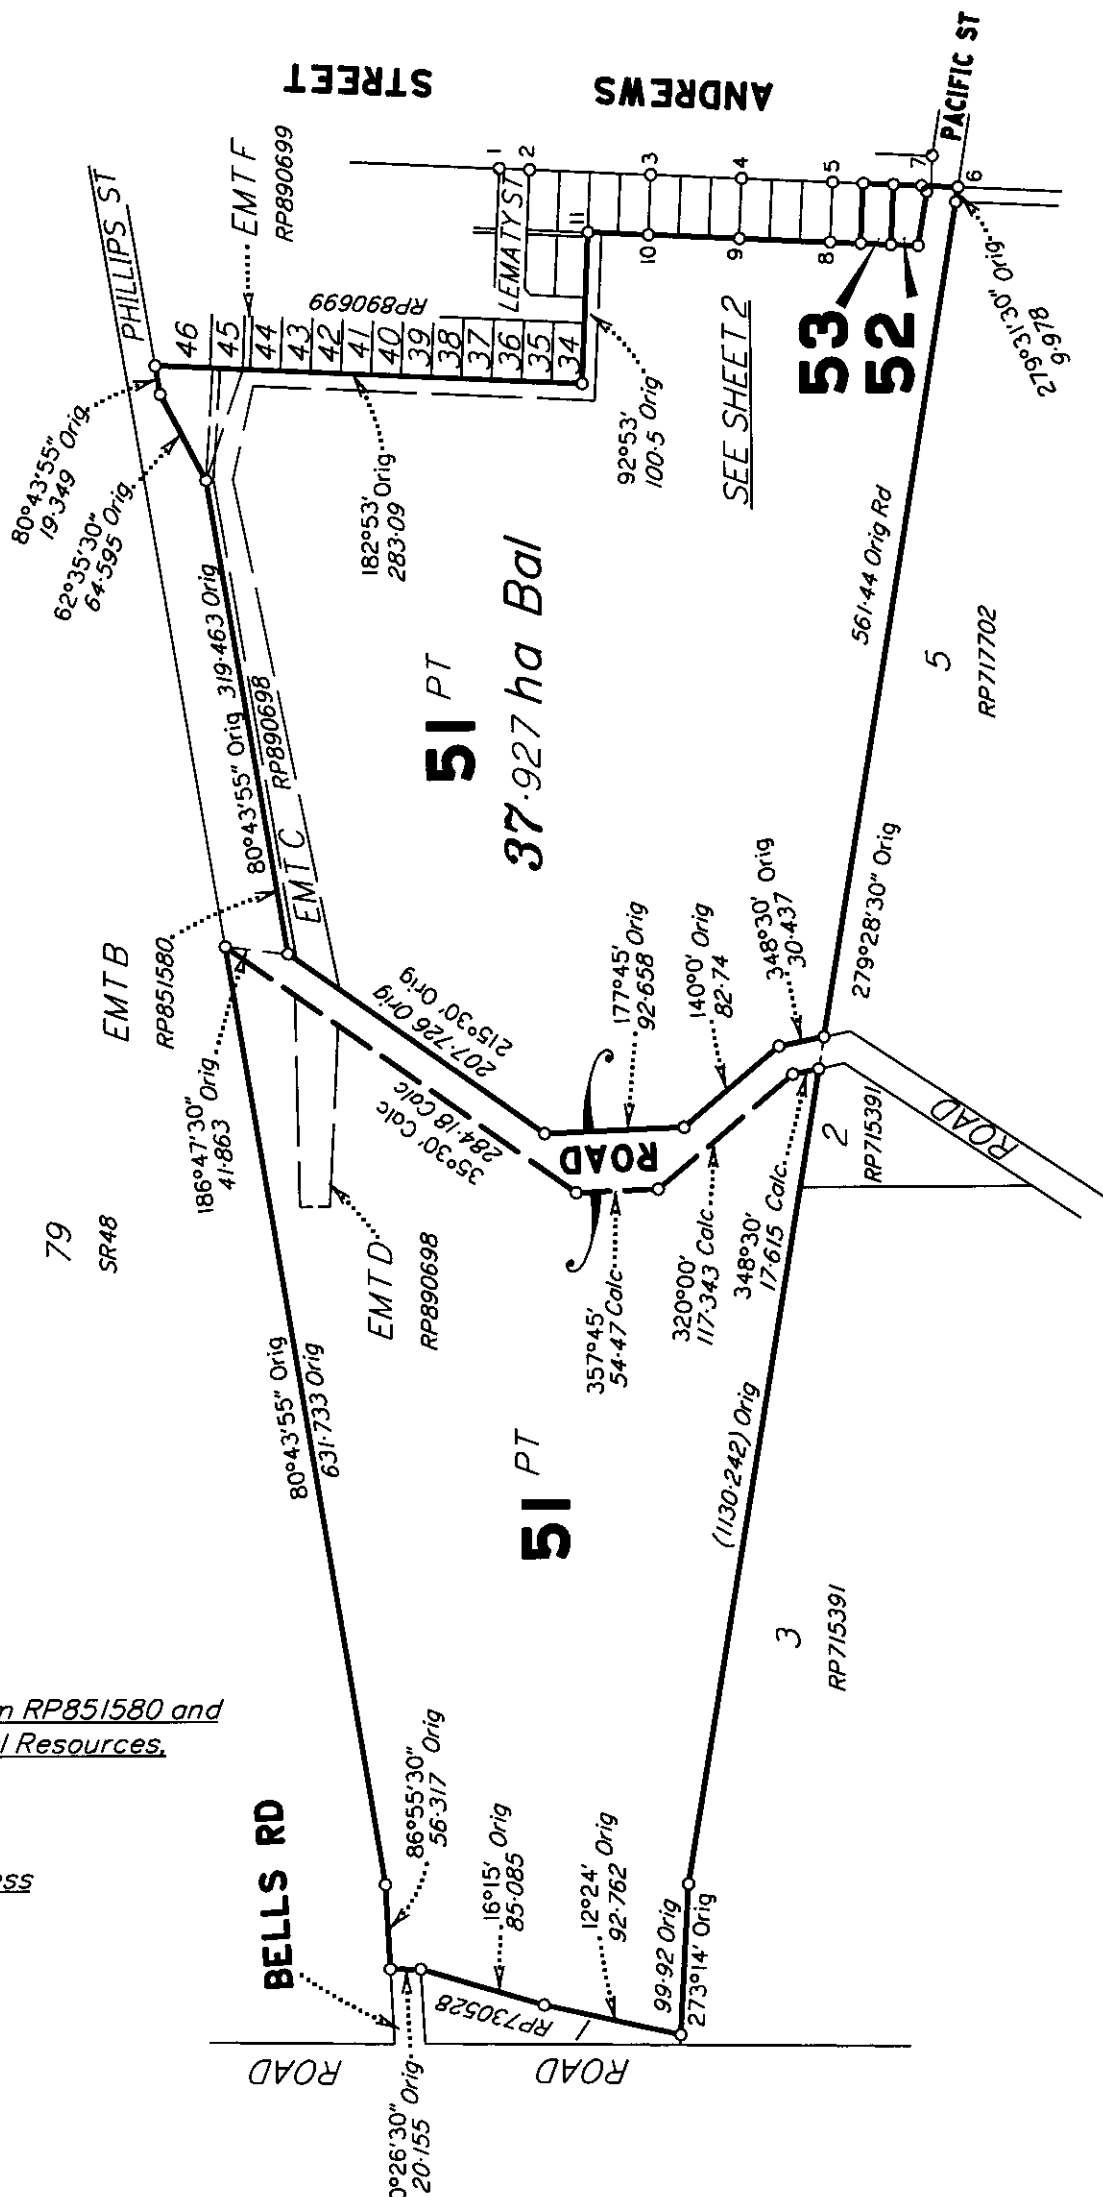 PHILLIPS ST
STREET
ANDREWS
PACIFIC ST
EMT F
RP890699
LEMATY ST
RP890699
46
45
44
43
42
41
40
39
38
37
36
35
34
1
2
3
4
5
7
6
8
9
10
11
80°43'55" Orig
19·349
62°35'30"
64·595 Orig.
182°53' Orig
283·09
92°53'
100·5 Orig
SEE SHEET 2
53
52
279°31'30" Orig.
9·978
80°43'55" Orig 319·463 Orig
EMT C RP890698
EMT B
RP851580
51 PT
37·927 ha Bal
561·44 Orig Rd
5
RP717702
279°28'30" Orig
186°47'30" Orig
41·863
207·726 Orig
215°30' Orig
35°30' Calc
284·18 Calc
ROAD
177°45' Orig
92·658
140°0' Orig
82·74
348°30' Orig
30·437
357°45'
54·47 Calc
320°00'
117·343 Calc
348°30'
17·615 Calc
2
RP715391
ROAD
EMT D
RP890698
79
SR48
80°43'55" Orig
631·733 Orig
51 PT
(1130·242) Orig
3
RP715391
RP851580 and
Resources,
BELLS RD
86°55'30" Orig
56·317
16°15' Orig
85·085
12°24' Orig
92·762
99·92 Orig
273°14' Orig
RP730528
1
ROAD
ROAD
0°26'30"
20·155 Orig